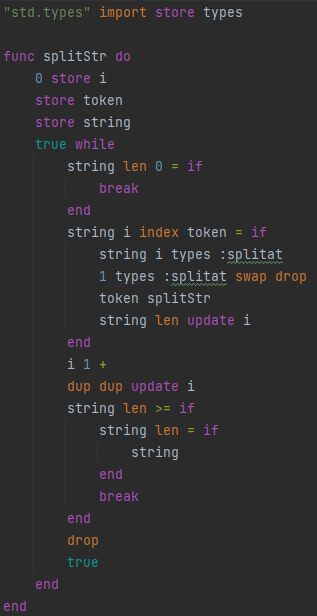 "std.types" import store types

func splitStr do
    0 store i
    store token
    store string
    true while
        string len 0 = if
            break
        end
        string i index token = if
            string i types :splitat
            1 types :splitat swap drop
            token splitStr
            string len update i
        end
        i 1 +
        dup dup update i
        string len >= if
            string len = if
                string
            end
            break
        end
        drop
        true
    end
end